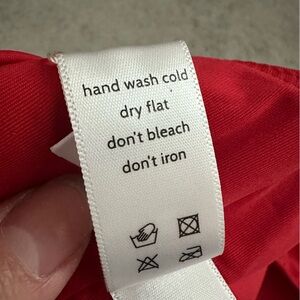 hand wash cold
dry flat
don't bleach
don't iron